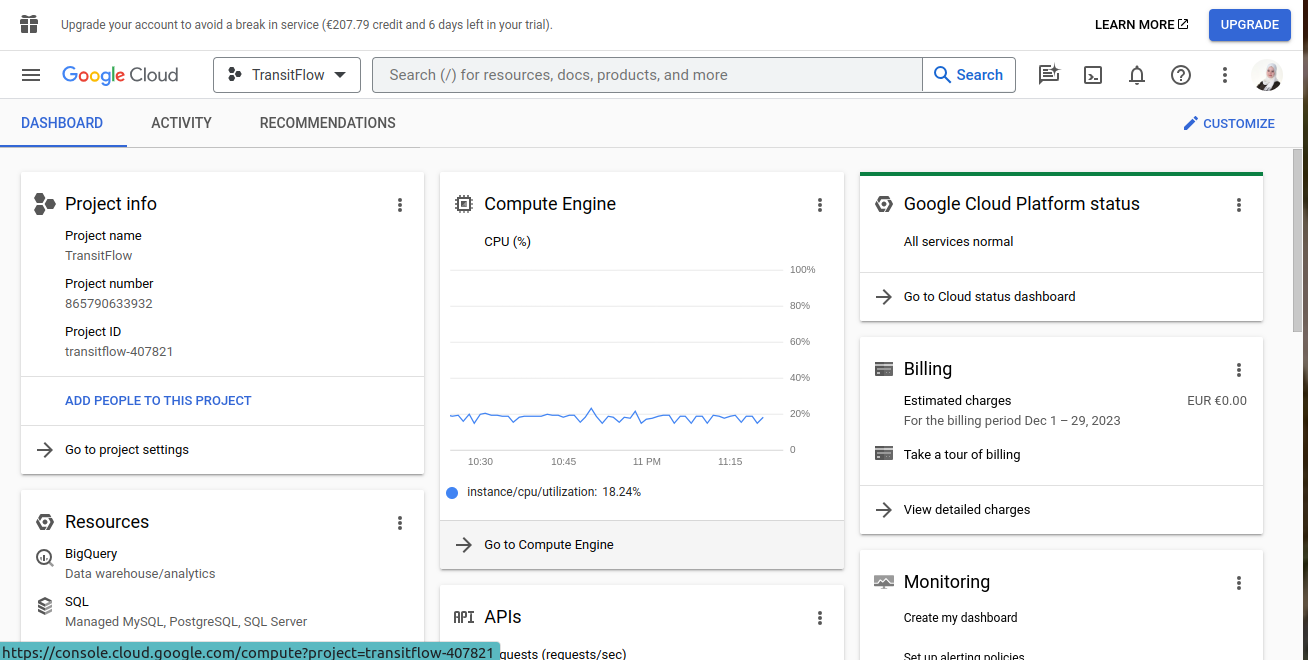 Upgrade your account to avoid a break in service (€207.79 credit and 6 days left in your trial).
LEARN MORE
UPGRADE
Google Cloud
TransitFlow
Search (/) for resources, docs, products, and more
Search
DASHBOARD
ACTIVITY
RECOMMENDATIONS
CUSTOMIZE
Project info
Project name
TransitFlow
Project number
865790633932
Project ID
transitflow-407821
ADD PEOPLE TO THIS PROJECT
Go to project settings
Resources
BigQuery
Data warehouse/analytics
SQL
Managed MySQL, PostgreSQL, SQL Server
Compute Engine
CPU (%)
100%
80%
60%
40%
20%
0
10:30 10:45 11 PM 11:15
instance/cpu/utilization: 18.24%
Go to Compute Engine
API APIs
quests (requests/sec)
Google Cloud Platform status
All services normal
Go to Cloud status dashboard
Billing
Estimated charges EUR €0.00
For the billing period Dec 1 – 29, 2023
Take a tour of billing
View detailed charges
Monitoring
Create my dashboard
Set up alerting policies
https://console.cloud.google.com/compute?project=transitflow-407821